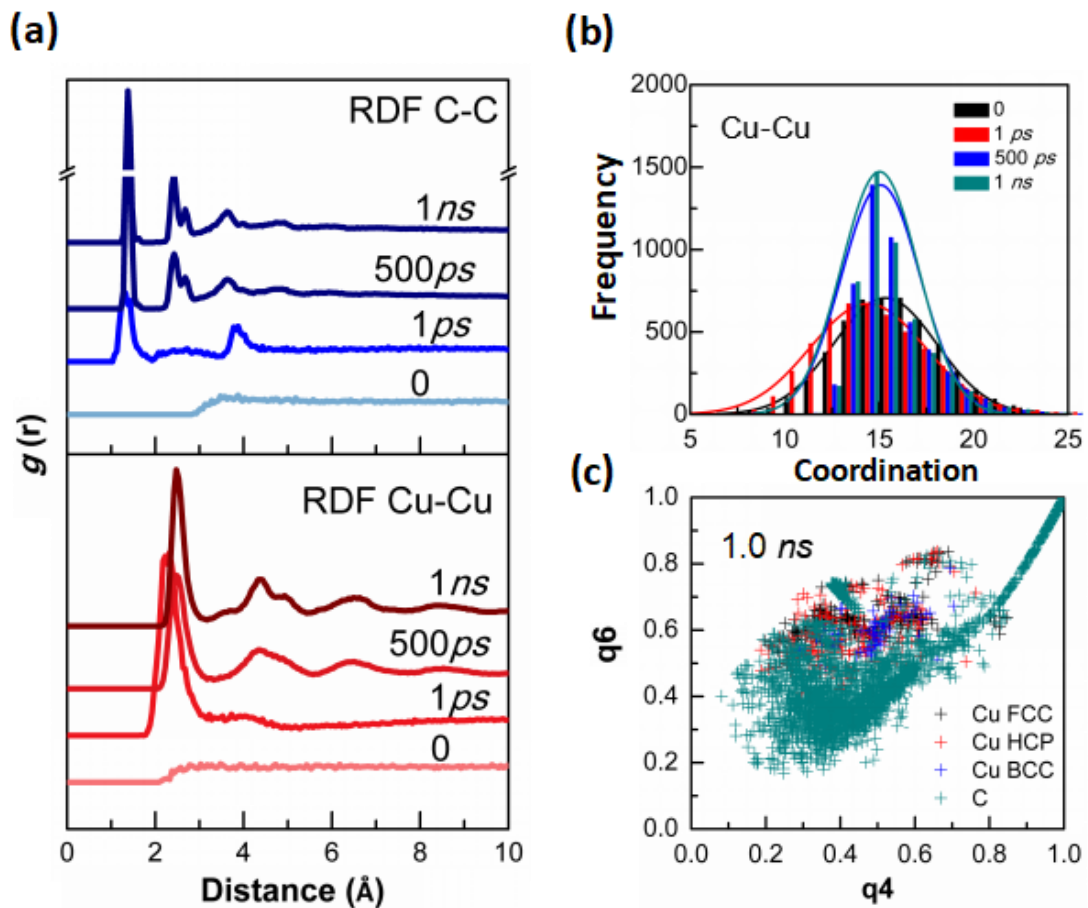 (a)
RDF C-C
1ns
500ps
1ps
0
RDF Cu-Cu
1ns
500ps
1ps
0
g (r)
0 2 4 6 8 10
Distance (Å)
(b)
2000
1500
1000
500
0
Frequency
Cu-Cu
0
1 ps
500 ps
1 ns
5 10 15 20 25
Coordination
(c)
1.0
0.8
0.6
0.4
0.2
0.0
q6
1.0 ns
Cu FCC
Cu HCP
Cu BCC
C
0.0 0.2 0.4 0.6 0.8 1.0
q4